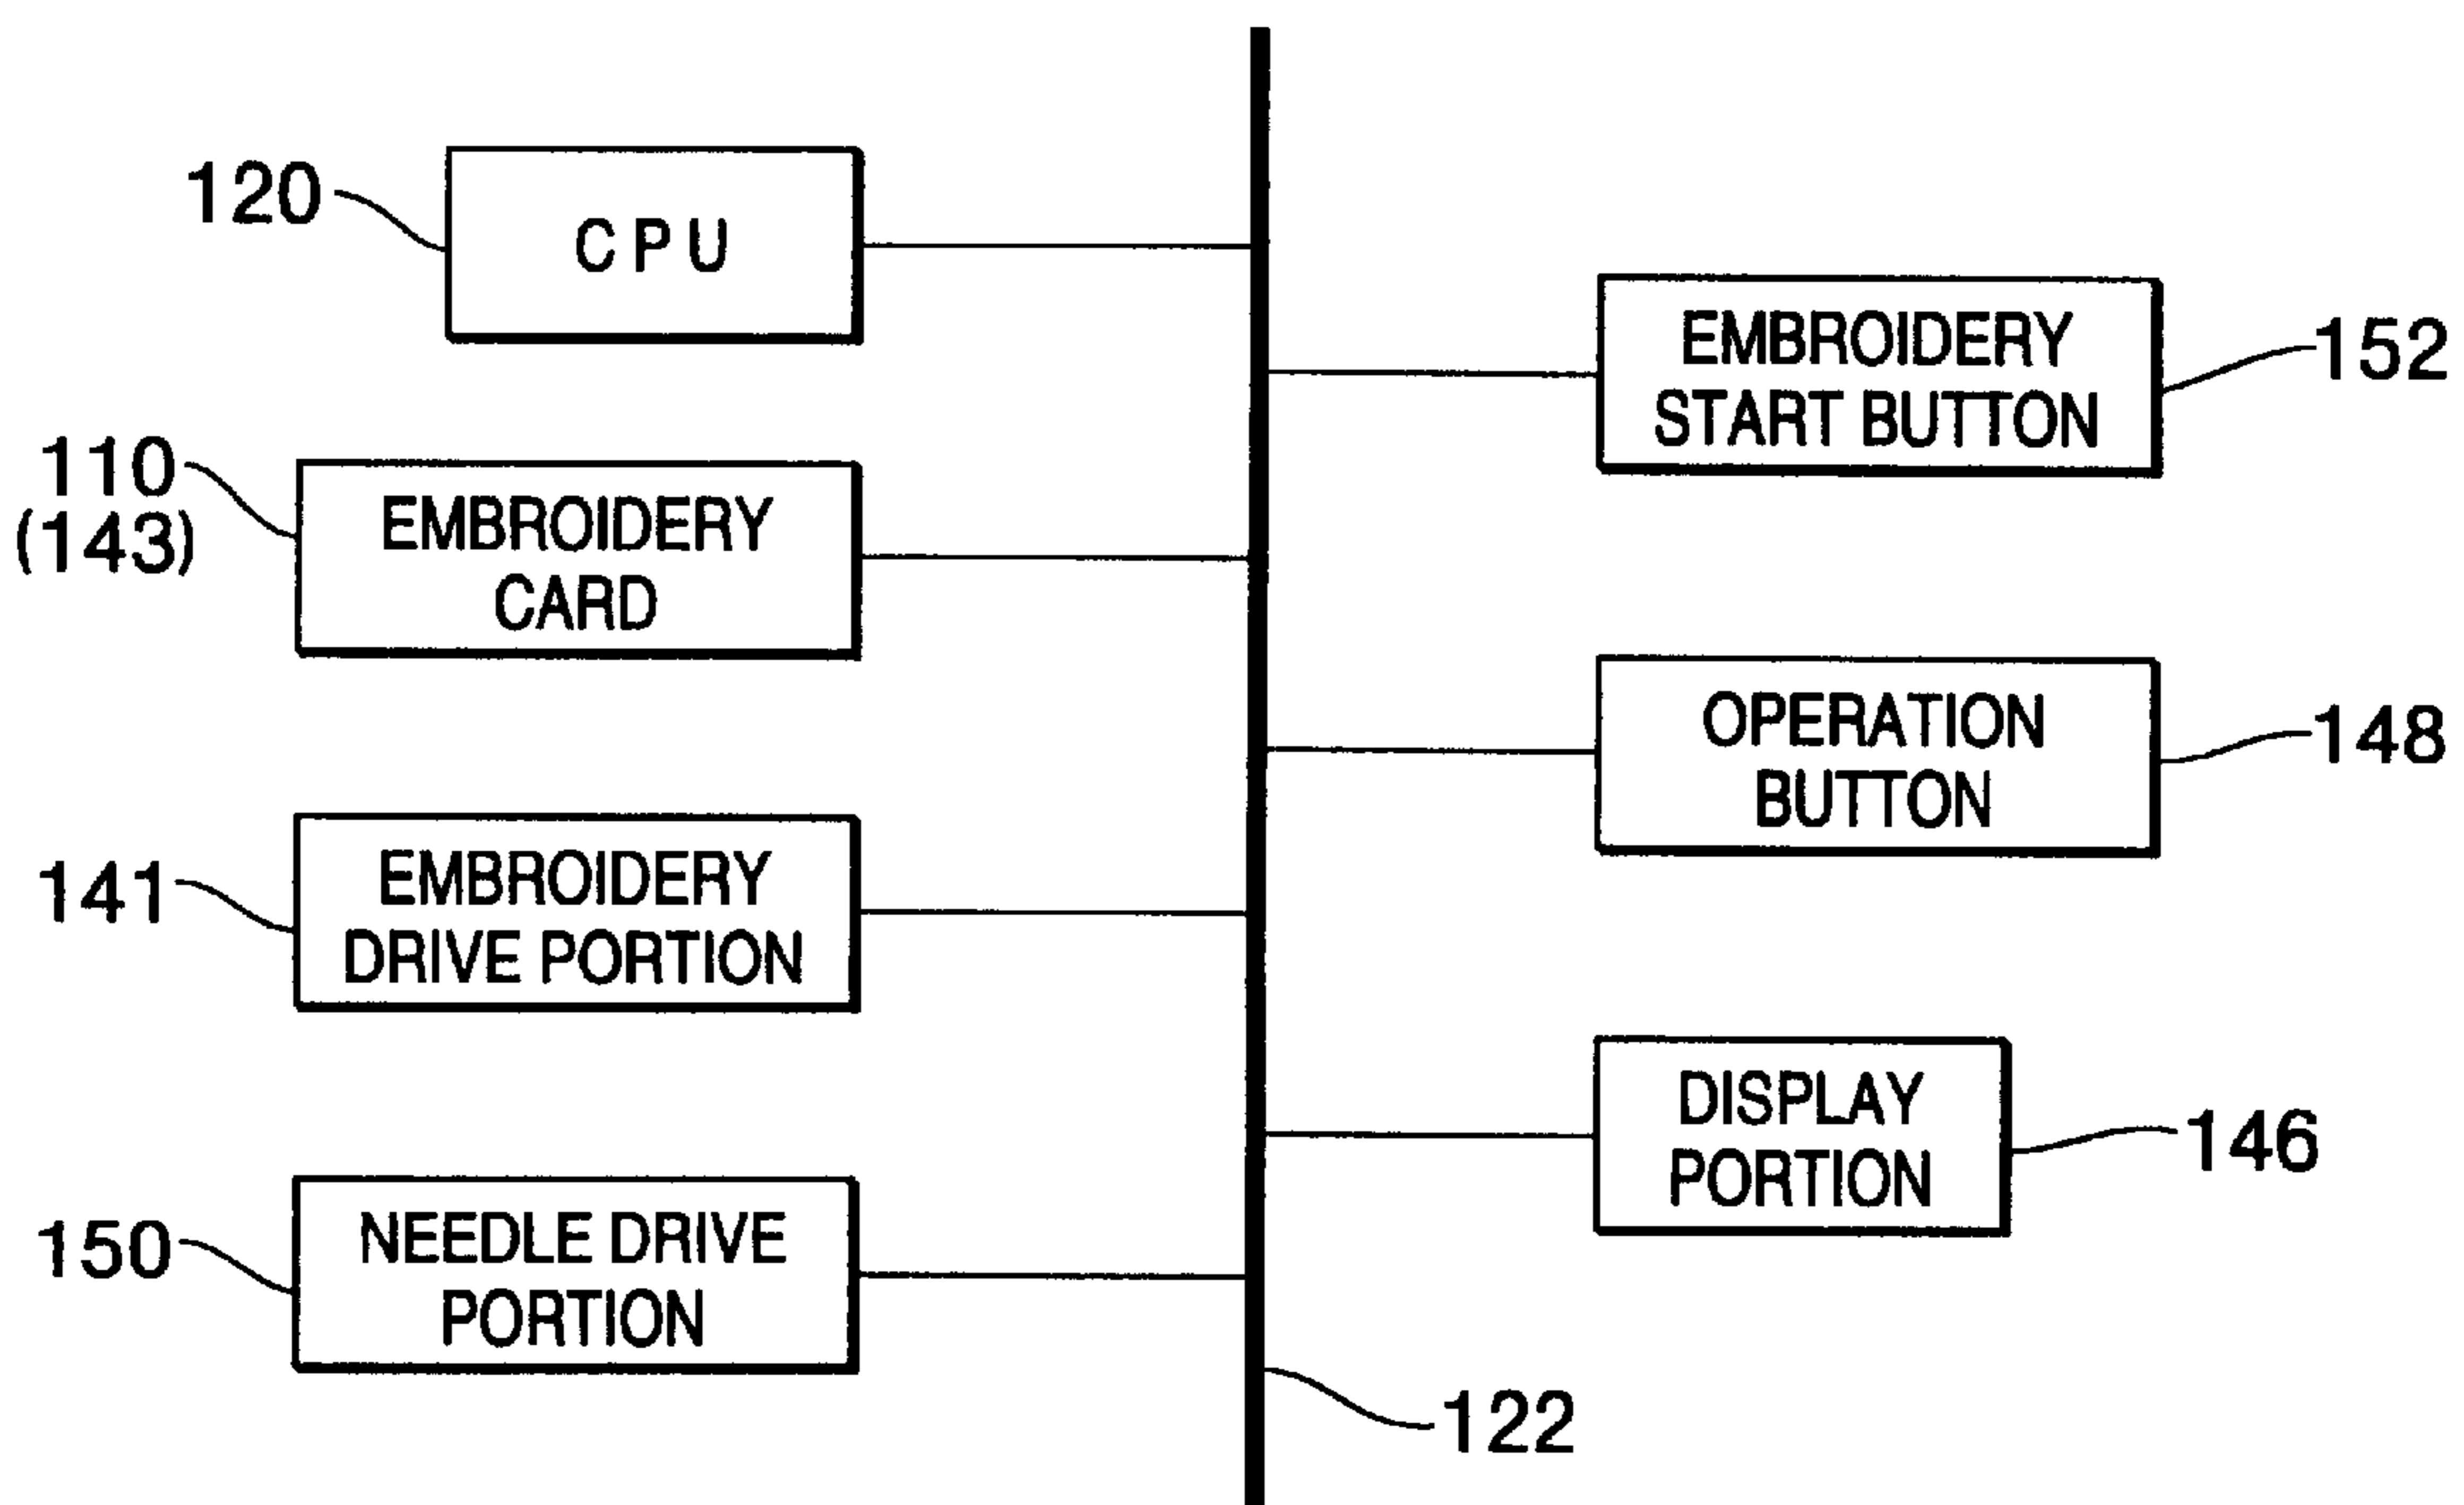 120
CPU
110
(143)
EMBROIDERY
CARD
141
EMBROIDERY
DRIVE PORTION
150
NEEDLE DRIVE
PORTION
EMBROIDERY
START BUTTON
152
OPERATION
BUTTON
148
DISPLAY
PORTION
146
122